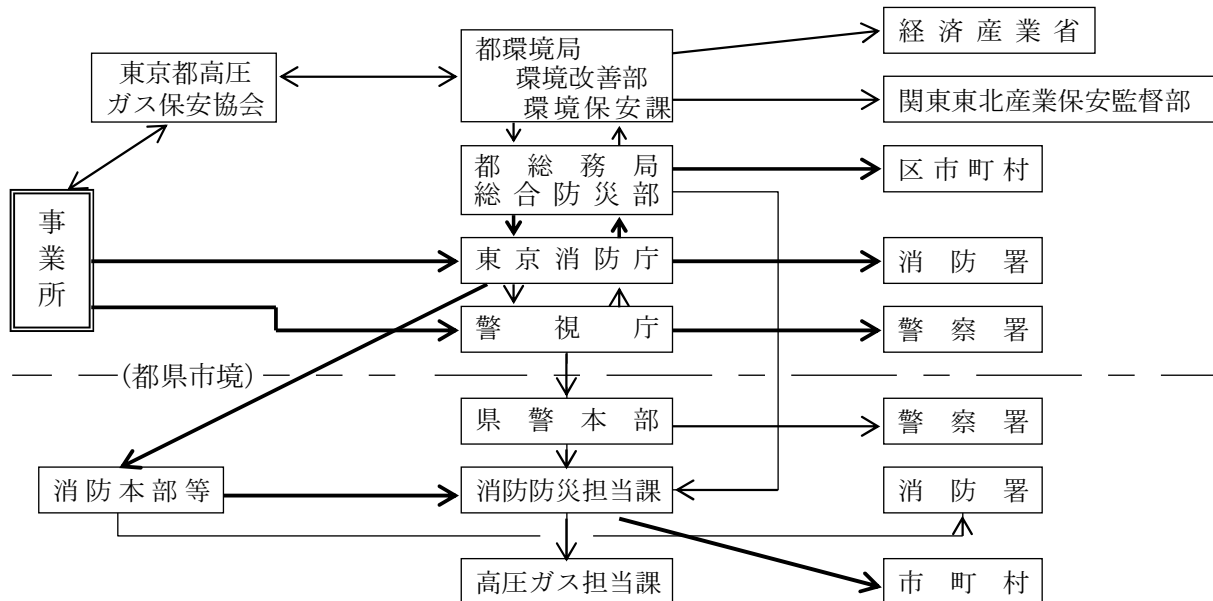 都環境局
環境改善部
環境保安課
経済産業省
東京都高圧
ガス保安協会
関東東北産業保安監督部
都総務局
総合防災部
区市町村
事業所
東京消防庁
消防署
警視庁
警察署
(都県市境)
県警本部
警察署
消防本部等
消防防災担当課
消防署
高圧ガス担当課
市町村